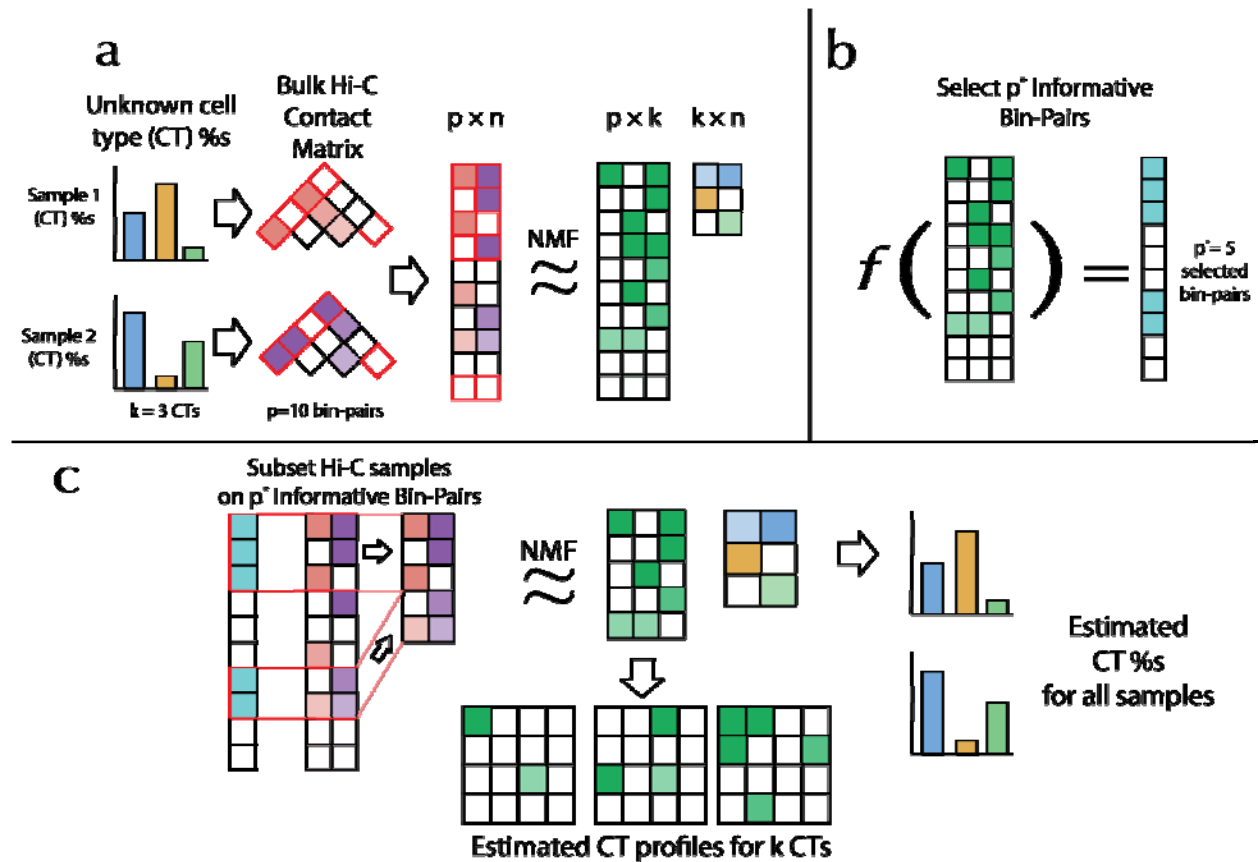 a
Unknown cell
type (CT) %s
Bulk Hi-C
Contact
Matrix
p × n
p × k
k × n
Sample 1
(CT) %s
NMF
≈
Sample 2
(CT) %s
k = 3 CTs
p=10 bin-pairs
b
Select p* Informative
Bin-Pairs
f ( ) =
p*= 5
selected
bin-pairs
c
Subset Hi-C samples
on p* Informative Bin-Pairs
NMF
≈
Estimated
CT %s
for all samples
Estimated CT profiles for k CTs